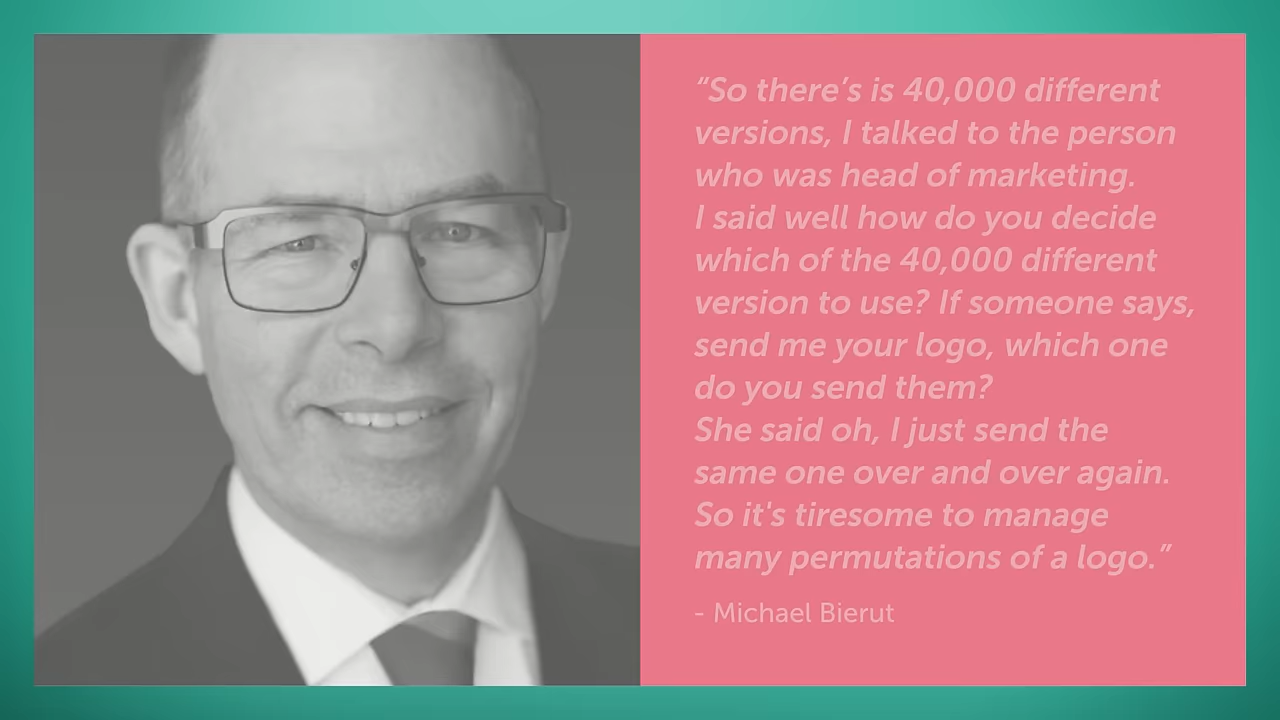 “So there’s is 40,000 different
versions, I talked to the person
who was head of marketing.
I said well how do you decide
which of the 40,000 different
version to use? If someone says,
send me your logo, which one
do you send them?
She said oh, I just send the
same one over and over again.
So it's tiresome to manage
many permutations of a logo.”
- Michael Bierut